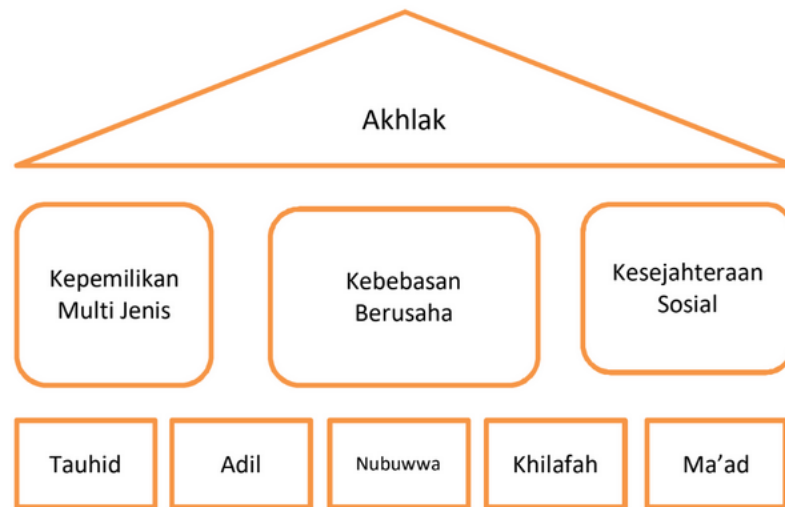 Akhlak
Kepemilikan
Multi Jenis
Kebebasan
Berusaha
Kesejahteraan
Sosial
Tauhid
Adil
Nubuwwa
Khilafah
Ma’ad